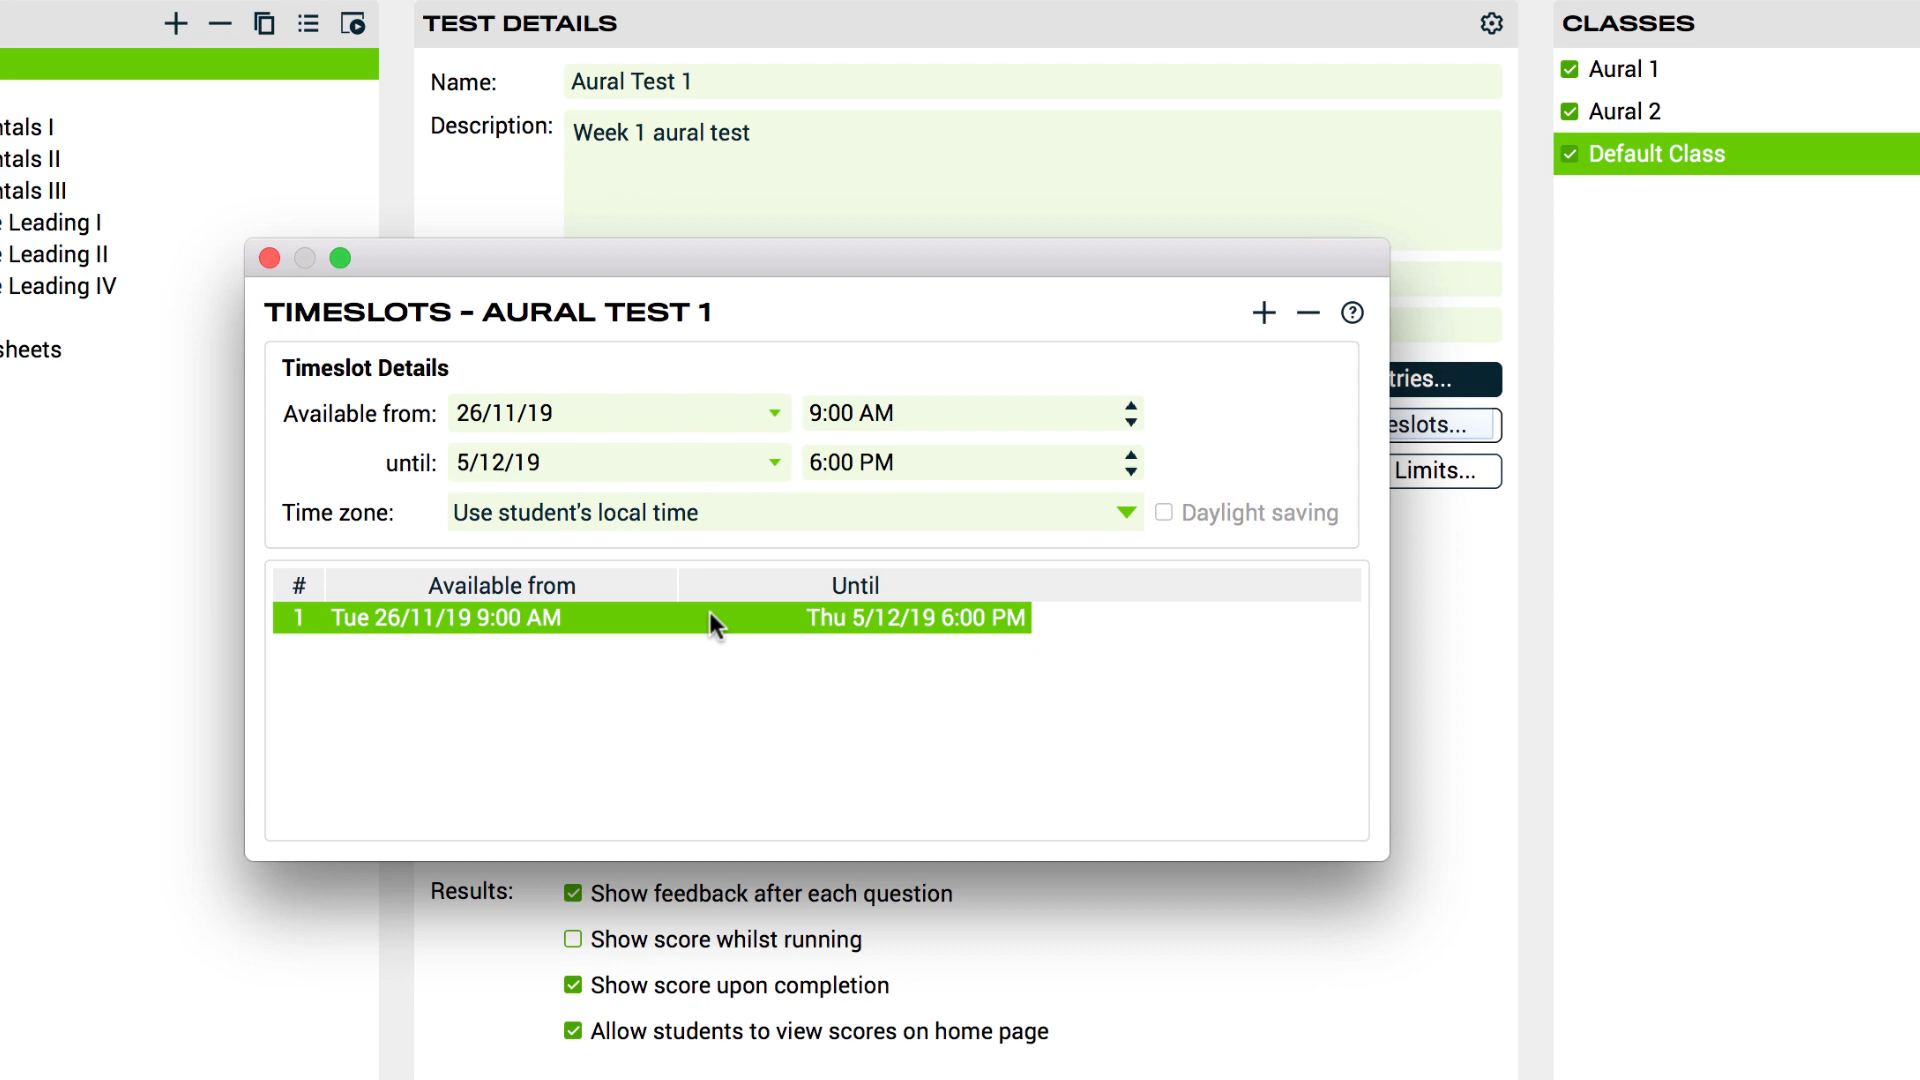 TEST DETAILS
CLASSES
Name: Aural Test 1
Description: Week 1 aural test
Aural 1
Aural 2
Default Class
tals I
tals II
tals III
e Leading I
e Leading II
e Leading IV
sheets
TIMESLOTS - AURAL TEST 1
Timeslot Details
Available from: 26/11/19 9:00 AM
until: 5/12/19 6:00 PM
Time zone: Use student's local time Daylight saving
tries...
eslots...
Limits...
# Available from Until
1 Tue 26/11/19 9:00 AM Thu 5/12/19 6:00 PM
Results: Show feedback after each question
Show score whilst running
Show score upon completion
Allow students to view scores on home page